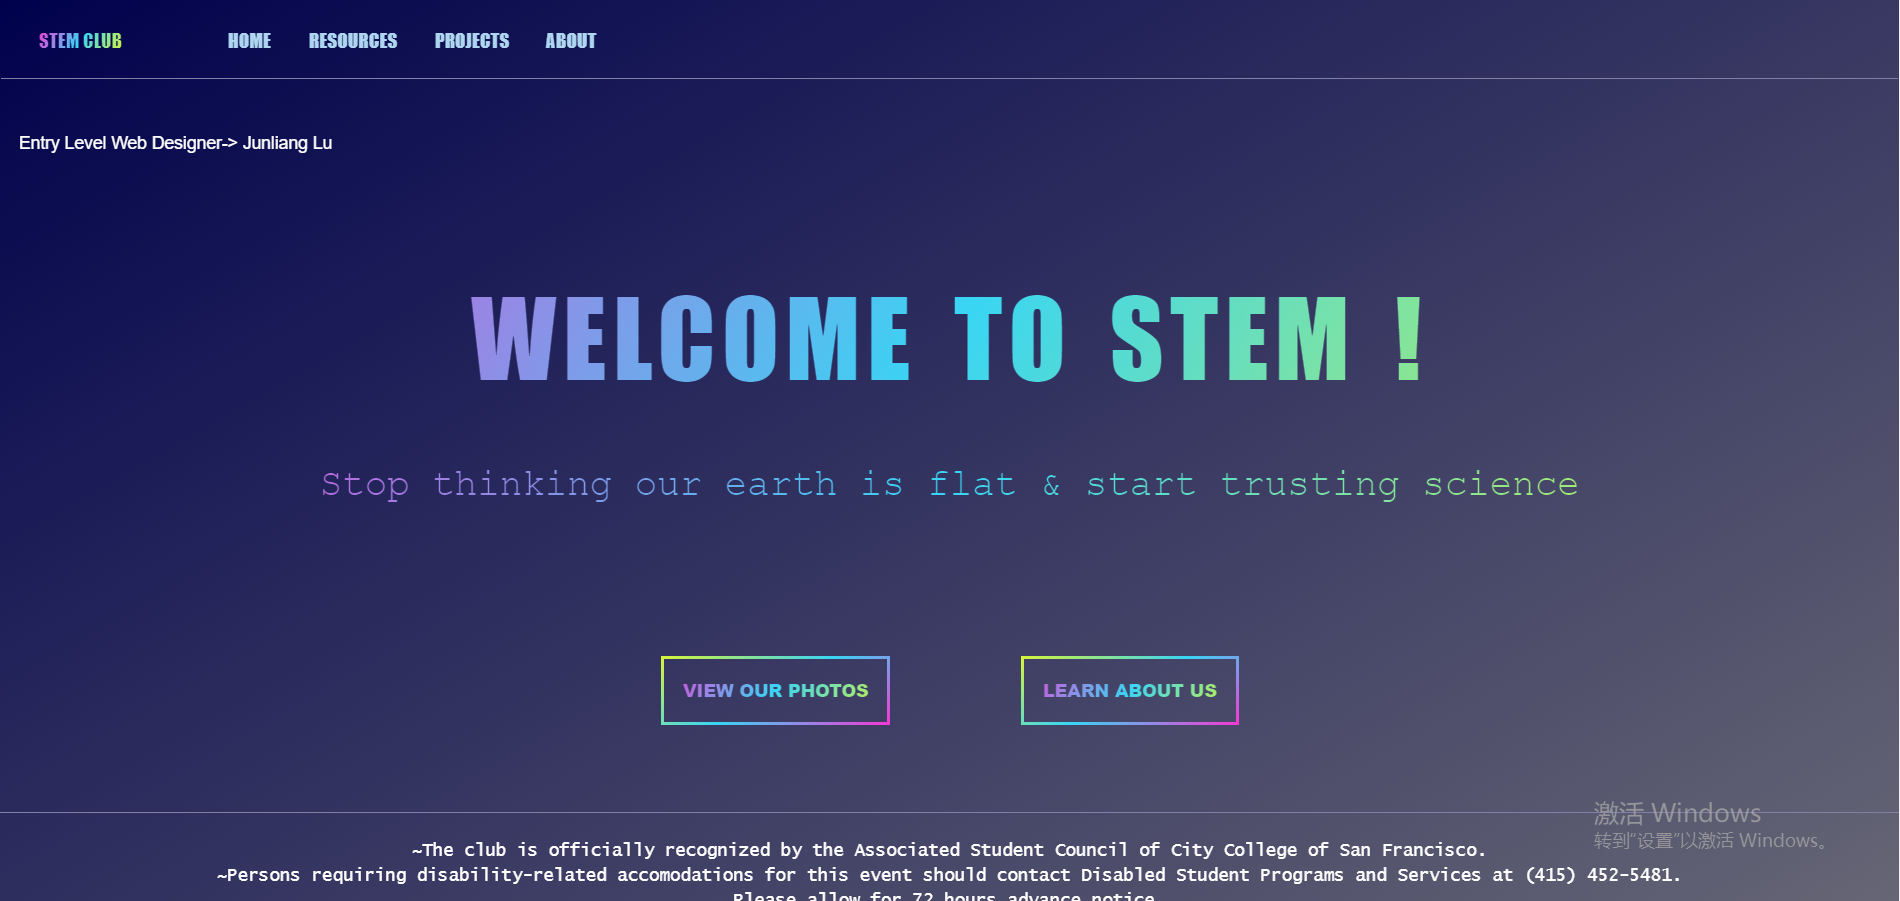 STEM CLUB HOME RESOURCES PROJECTS ABOUT
Entry Level Web Designer-> Junliang Lu
WELCOME TO STEM !
Stop thinking our earth is flat & start trusting science
VIEW OUR PHOTOS LEARN ABOUT US
激活 Windows
转到“设置”以激活 Windows。
~The club is officially recognized by the Associated Student Council of City College of San Francisco.
~Persons requiring disability-related accomodations for this event should contact Disabled Student Programs and Services at (415) 452-5481.
Please allow for 72 hours advance notice